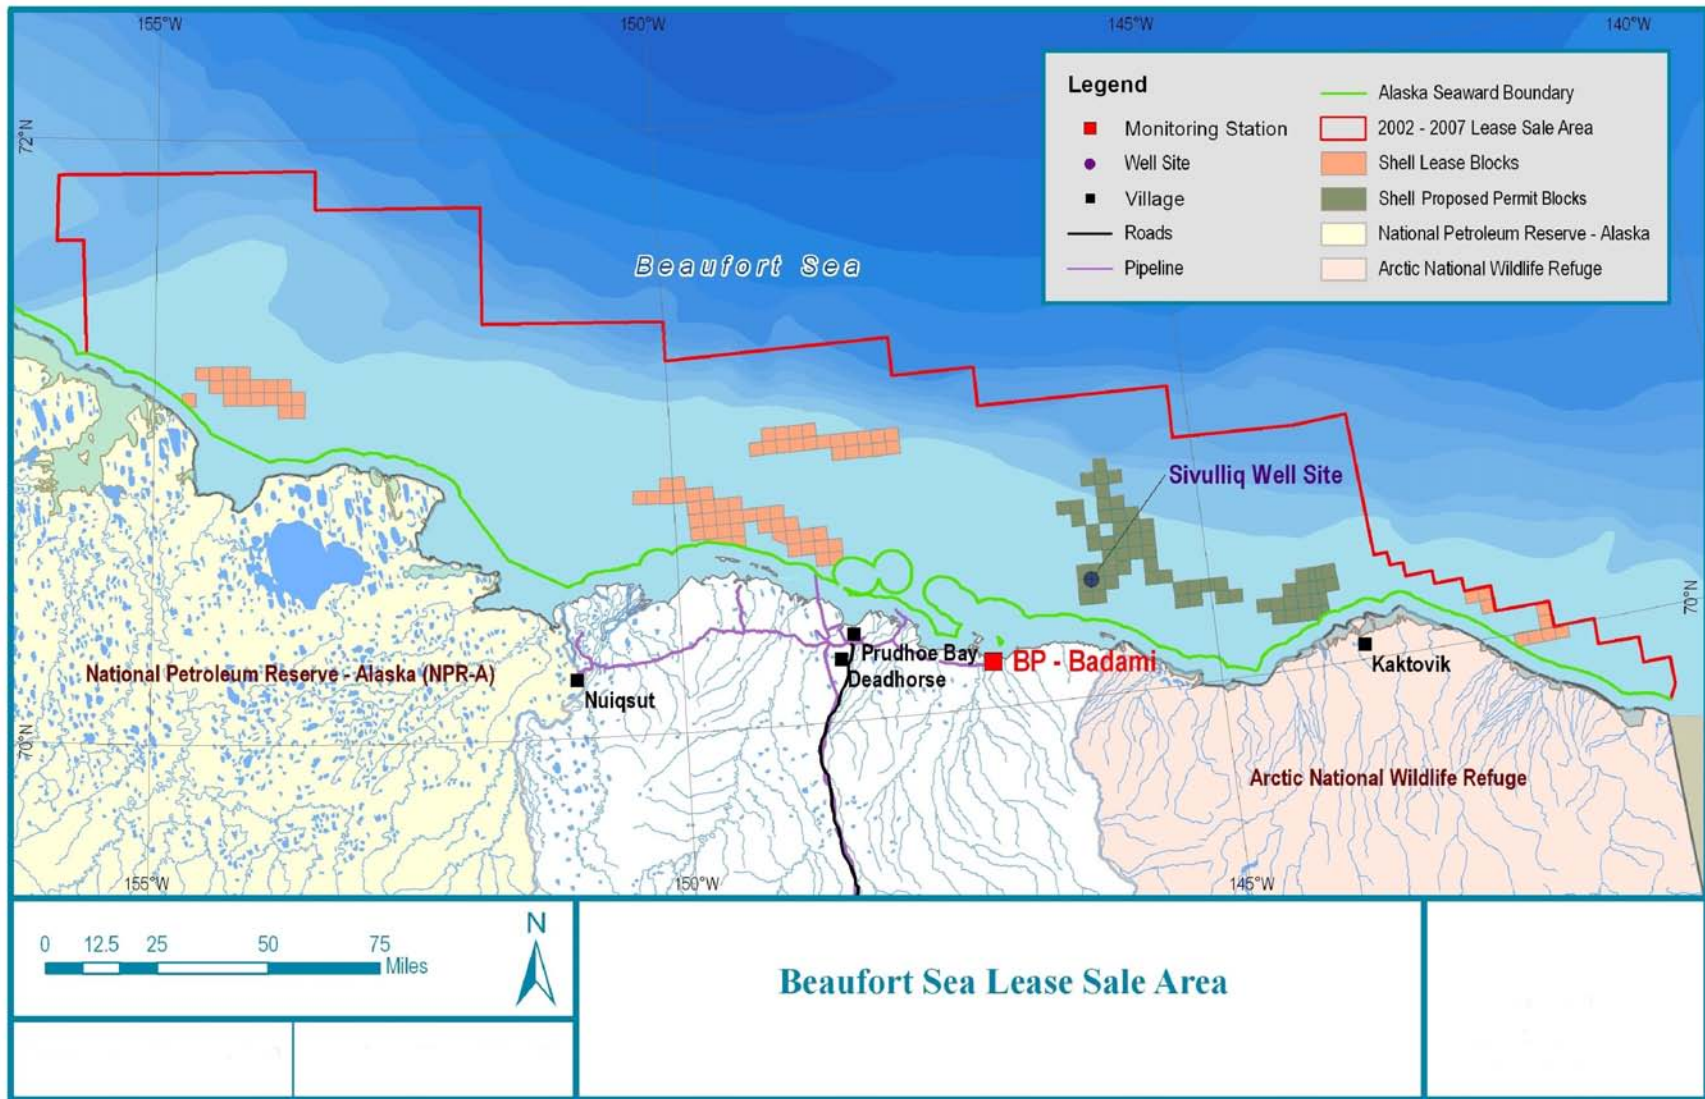 155°W
150°W
145°W
140°W
72°N
Legend
Monitoring Station
Well Site
Village
Roads
Pipeline
Alaska Seaward Boundary
2002 - 2007 Lease Sale Area
Shell Lease Blocks
Shell Proposed Permit Blocks
National Petroleum Reserve - Alaska
Arctic National Wildlife Refuge
Beaufort Sea
Sivulliq Well Site
70°N
National Petroleum Reserve - Alaska (NPR-A)
Nuiqsut
Prudhoe Bay
Deadhorse
BP - Badami
Kaktovik
70°N
Arctic National Wildlife Refuge
155°W
150°W
145°W
0 12.5 25 50 75
Miles
N
Beaufort Sea Lease Sale Area